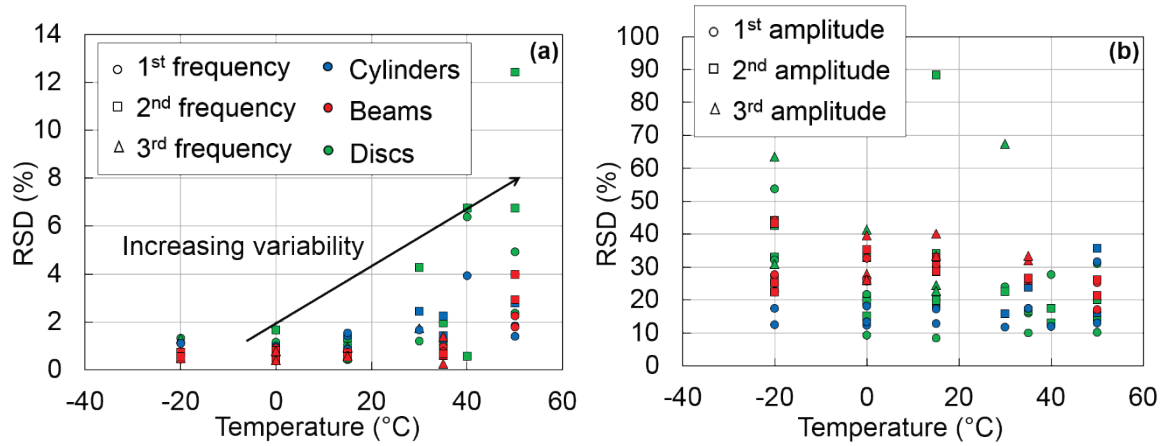 (a)
14
12
10
8
6
4
2
0
RSD (%)
1st frequency
2nd frequency
3rd frequency
Cylinders
Beams
Discs
Increasing variability
-40 -20 0 20 40 60
Temperature (°C)
(b)
100
90
80
70
60
50
40
30
20
10
0
RSD (%)
1st amplitude
2nd amplitude
3rd amplitude
-40 -20 0 20 40 60
Temperature (°C)